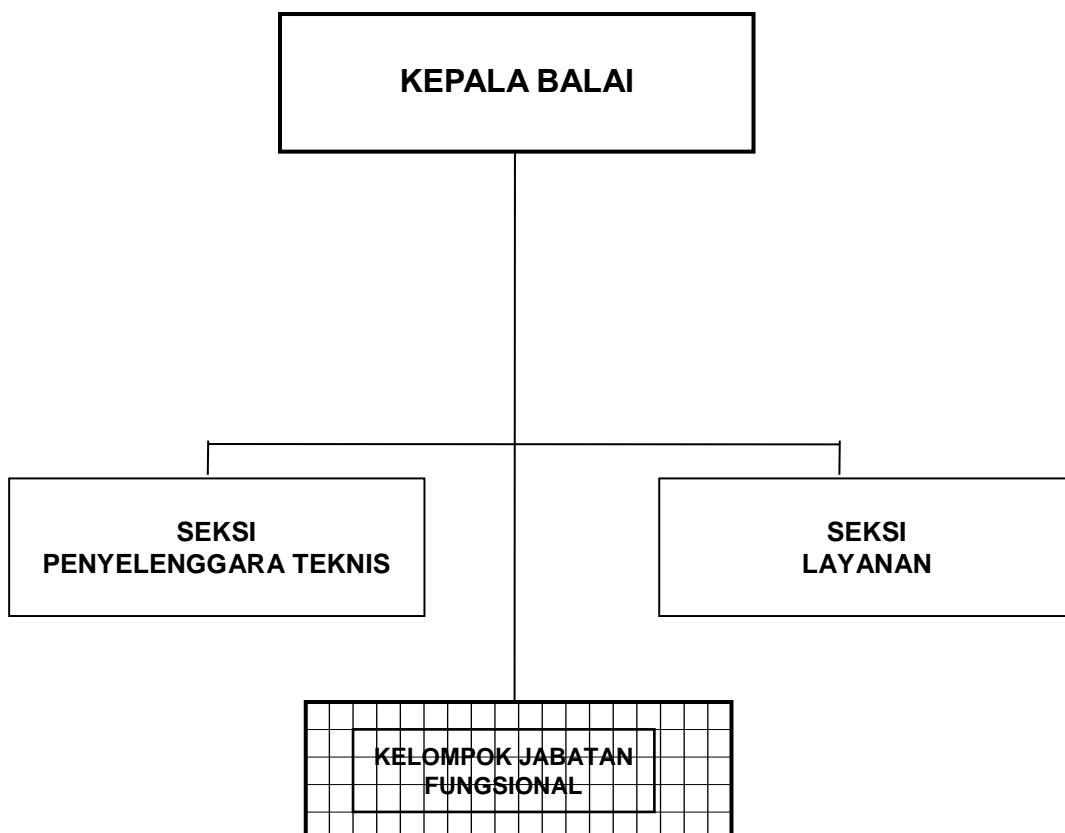 KEPALA BALAI
SEKSI
PENYELENGGARA TEKNIS
SEKSI
LAYANAN
KELOMPOK JABATAN
FUNGSIONAL